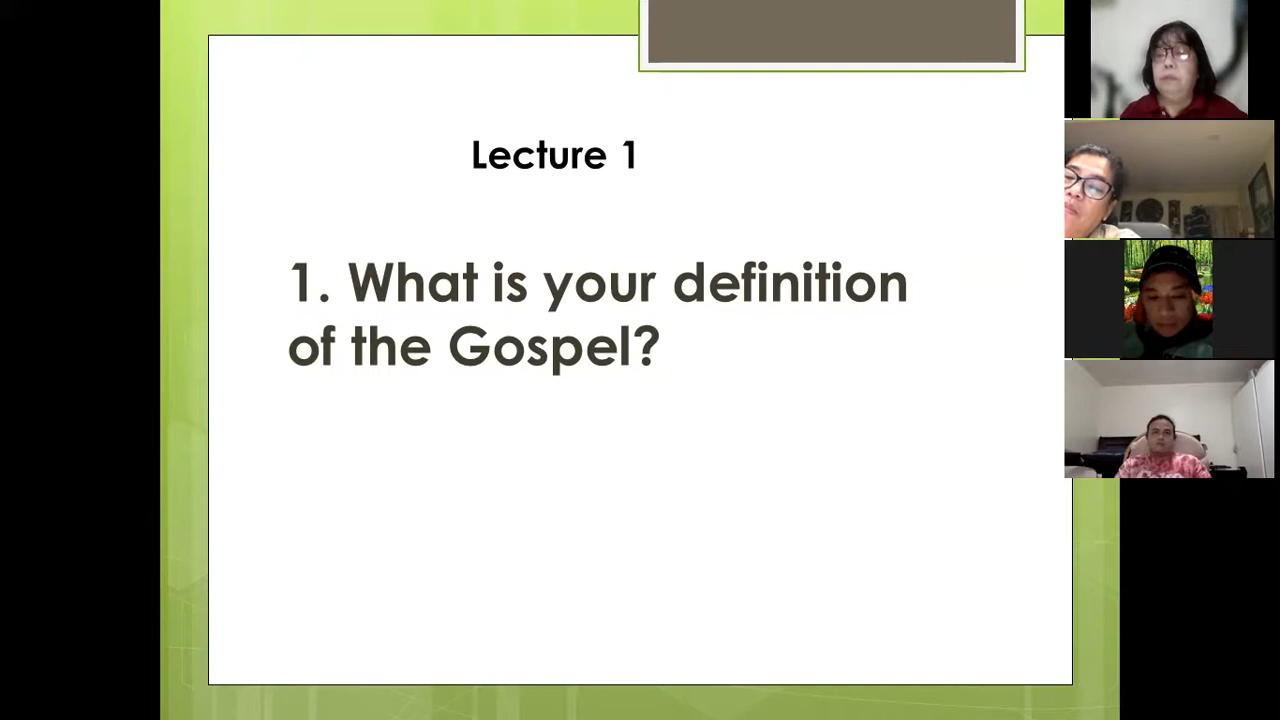 Lecture 1
1. What is your definition
of the Gospel?